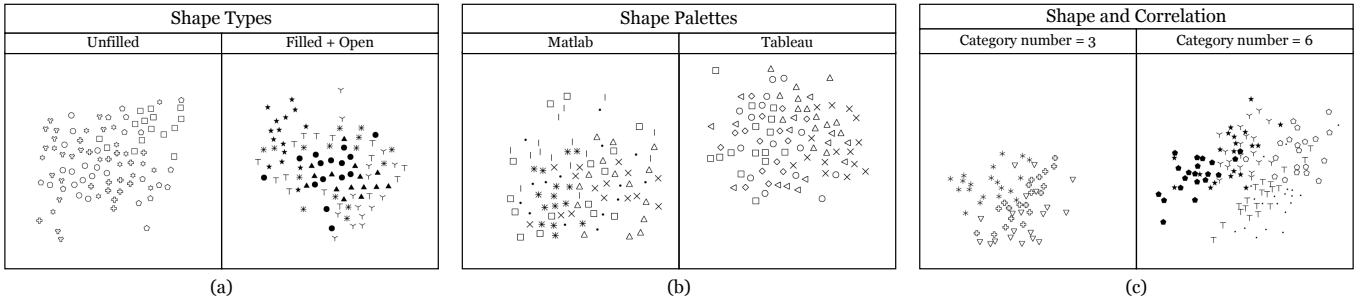 Shape Types
Unfilled
Filled + Open
(a)
Shape Palettes
Matlab
Tableau
(b)
Shape and Correlation
Category number = 3
Category number = 6
(c)